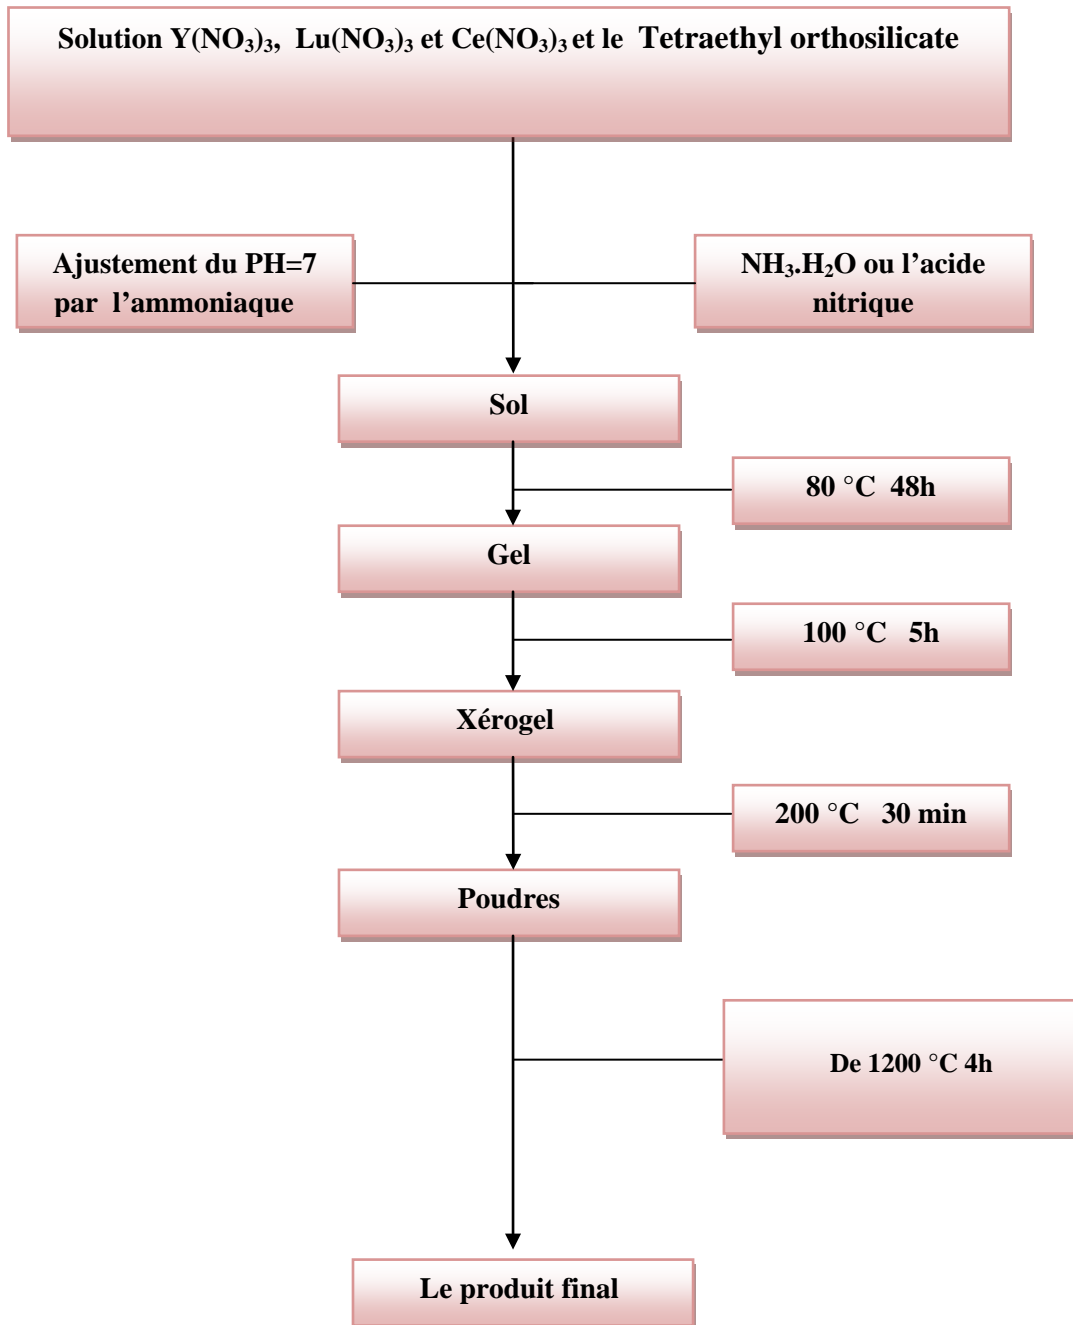 Solution Y(NO₃)₃, Lu(NO₃)₃ et Ce(NO₃)₃ et le Tetraethyl orthosilicate
Ajustement du PH=7
par l’ammoniaque
NH₃.H₂O ou l’acide
nitrique
Sol
80 °C 48h
Gel
100 °C 5h
Xérogel
200 °C 30 min
Poudres
De 1200 °C 4h
Le produit final